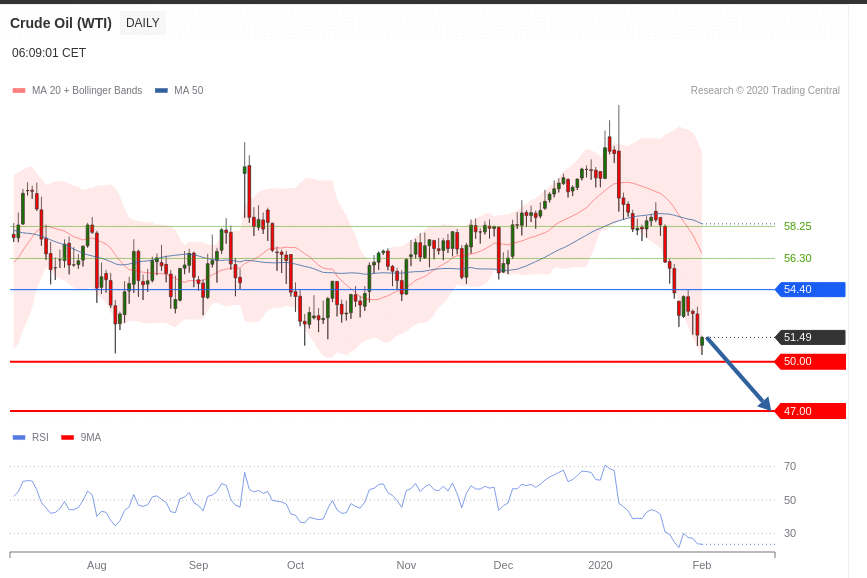 Crude Oil (WTI) DAILY
06:09:01 CET
MA 20 + Bollinger Bands MA 50 Research © 2020 Trading Central
58.25
56.30
54.40
51.49
50.00
47.00
RSI 9MA
70
50
30
Aug Sep Oct Nov Dec 2020 Feb